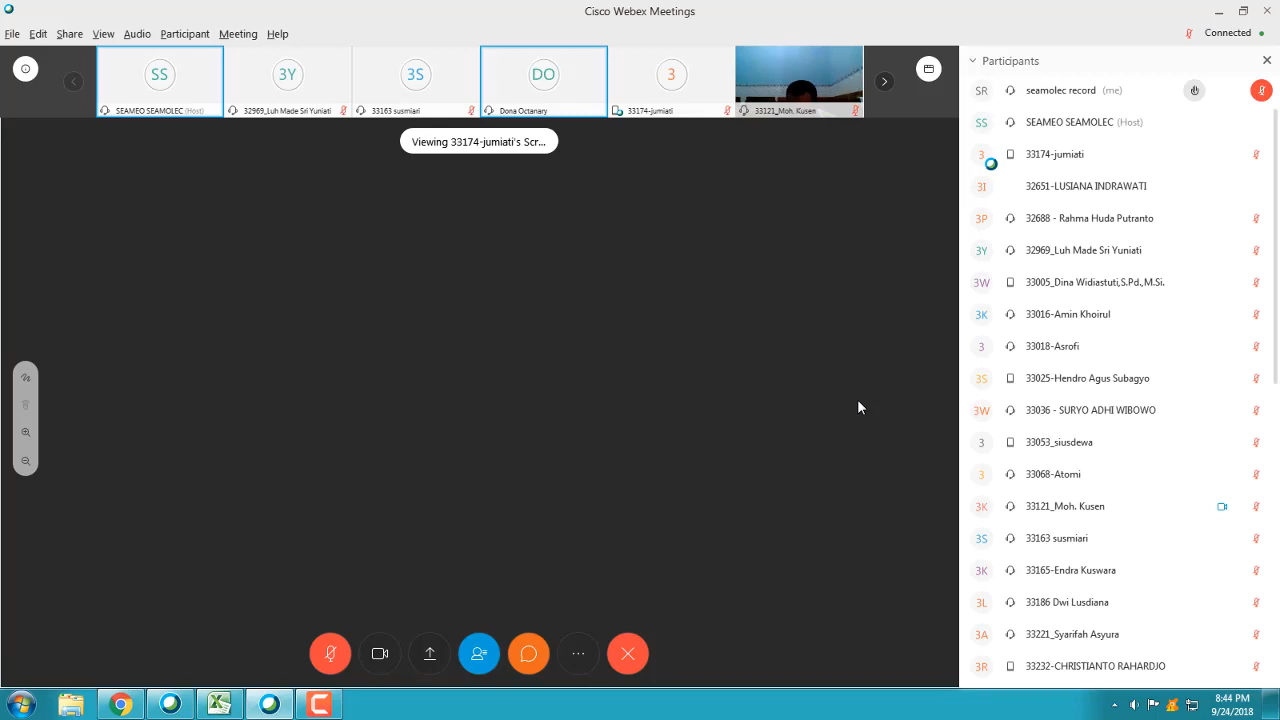 Cisco Webex Meetings
File Edit Share View Audio Participant Meeting Help
Connected
SS
SEAMEO SEAMOLEC (Host)
3Y
32969_Luh Made Sri Yuniati
3S
33163 susmiari
DO
Dona Octanary
3
33174-jumiati
33121_Moh. Kusen
Viewing 33174-jumiati's Scr...
Participants
SR seamolec record (me)
SS SEAMEO SEAMOLEC (Host)
3 33174-jumiati
3I 32651-LUSIANA INDRAWATI
3P 32688 - Rahma Huda Putranto
3Y 32969_Luh Made Sri Yuniati
3W 33005_Dina Widiastuti,S.Pd.,M.Si.
3K 33016-Amin Khoirul
3 33018-Asrofi
3S 33025-Hendro Agus Subagyo
3W 33036 - SURYO ADHI WIBOWO
3 33053_siusdewa
3 33068-Atomi
3K 33121_Moh. Kusen
3S 33163 susmiari
3K 33165-Endra Kuswara
3L 33186 Dwi Lusdiana
3A 33221_Syarifah Asyura
3R 33232-CHRISTIANTO RAHARDJO
8:44 PM
9/24/2018